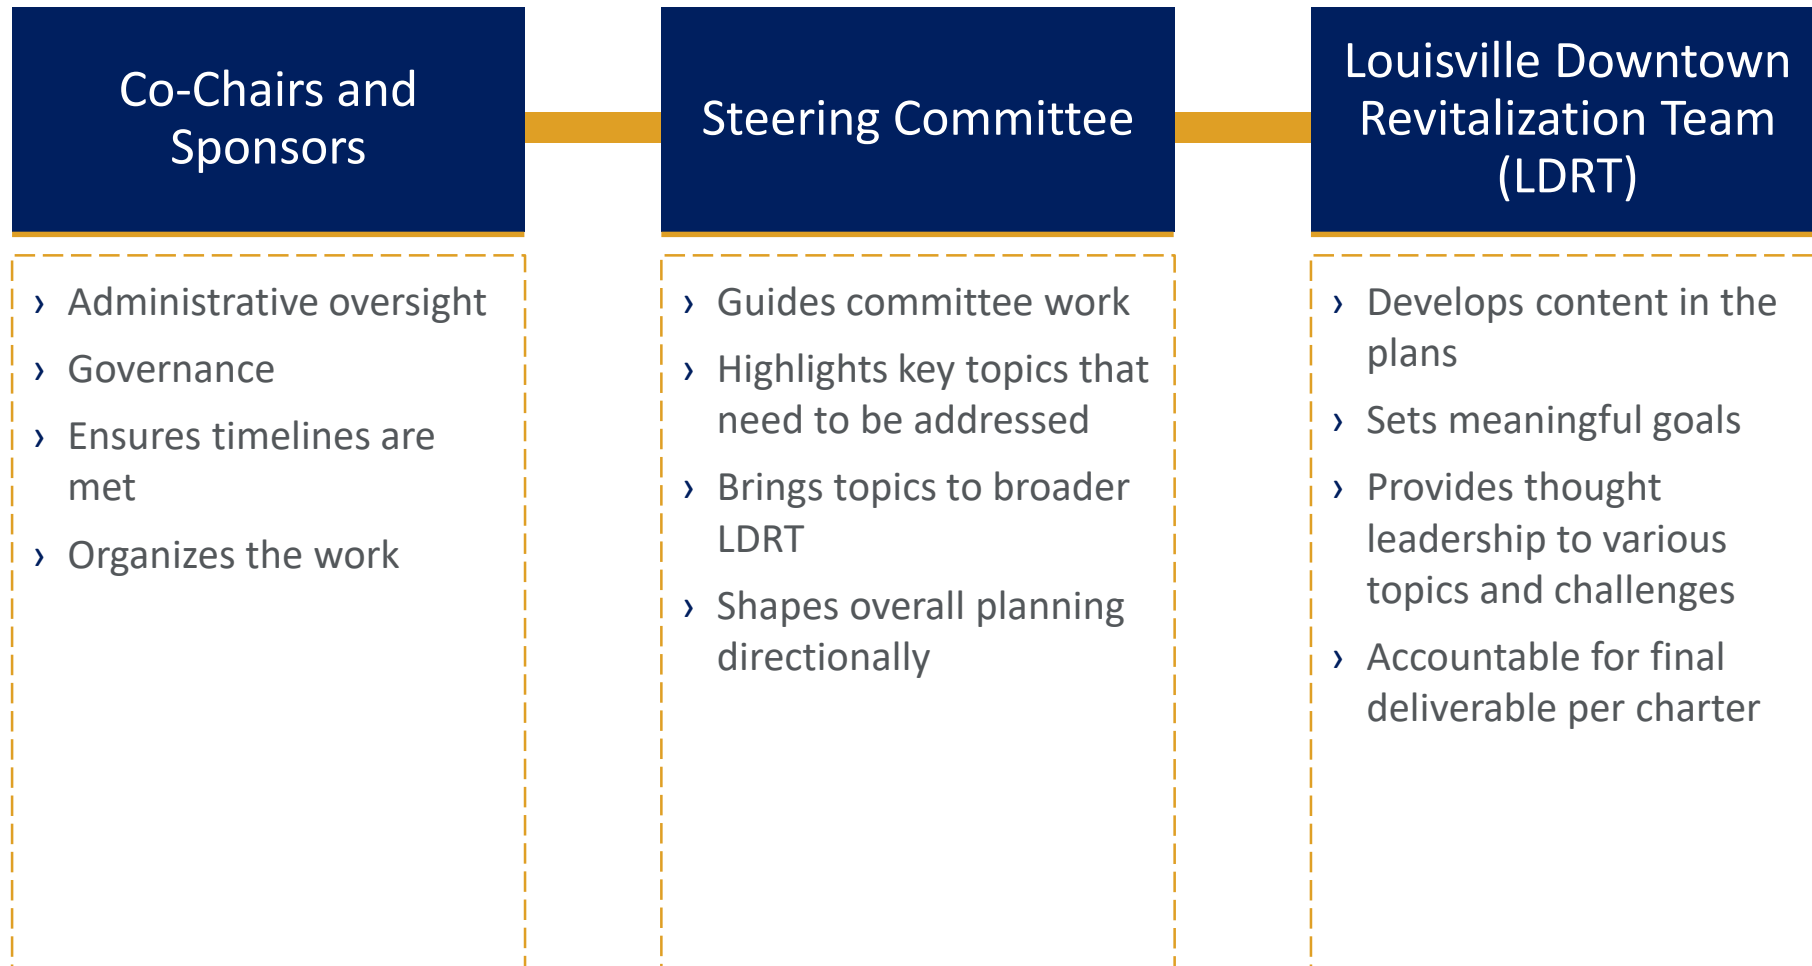 Co-Chairs and
Sponsors
› Administrative oversight
› Governance
› Ensures timelines are
met
› Organizes the work
Steering Committee
› Guides committee work
› Highlights key topics that
need to be addressed
› Brings topics to broader
LDRT
› Shapes overall planning
directionally
Louisville Downtown
Revitalization Team
(LDRT)
› Develops content in the
plans
› Sets meaningful goals
› Provides thought
leadership to various
topics and challenges
› Accountable for final
deliverable per charter